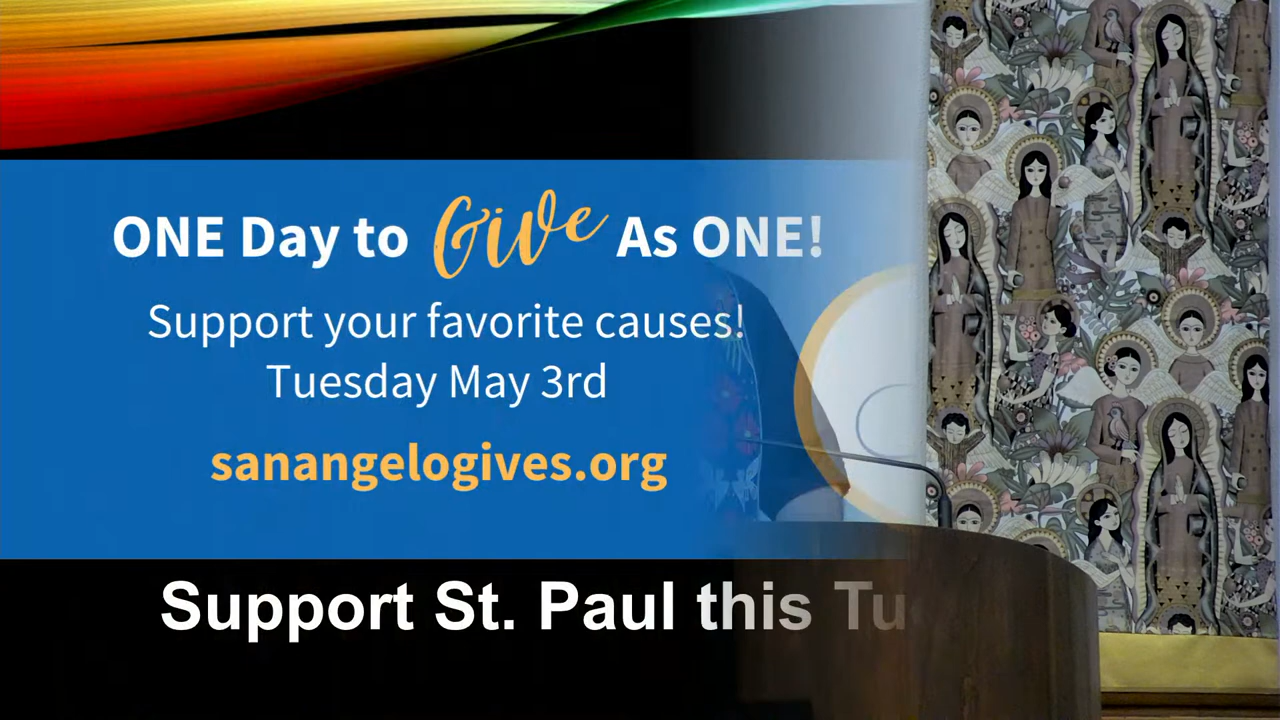 ONE Day to Give As ONE!
Support your favorite causes!
Tuesday May 3rd
sanangelogives.org
Support St. Paul this